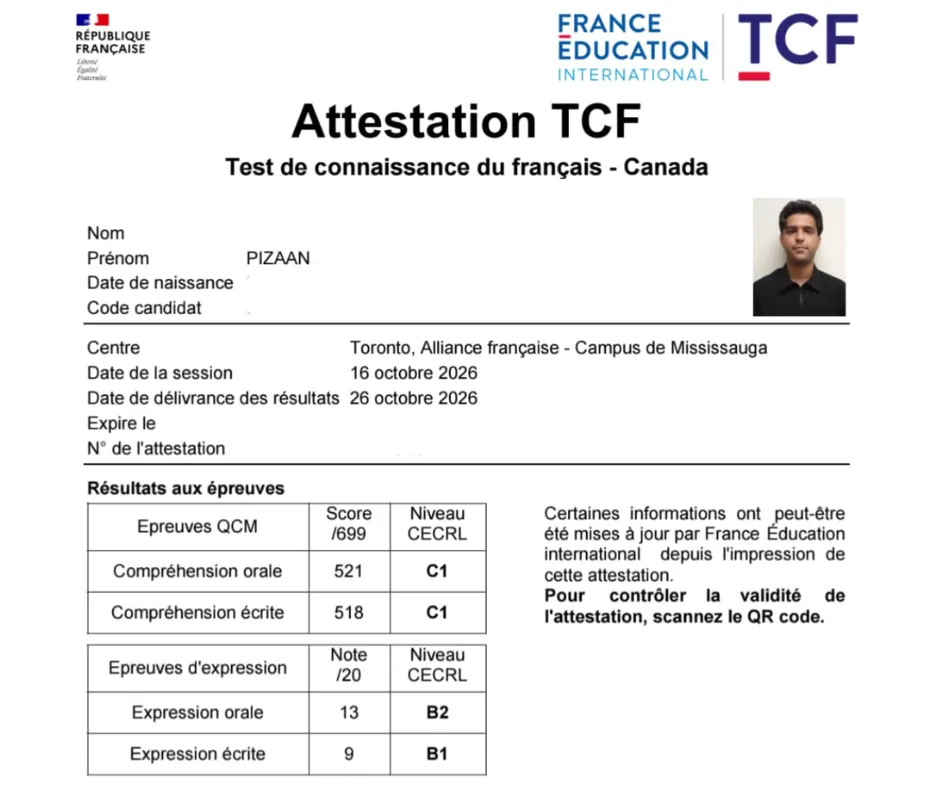 RÉPUBLIQUE
FRANÇAISE
Liberté
Égalité
Fraternité
FRANCE
ÉDUCATION
INTERNATIONAL
TCF
Attestation TCF
Test de connaissance du français - Canada
Nom
Prénom PIZAAN
Date de naissance
Code candidat
Centre Toronto, Alliance française - Campus de Mississauga
Date de la session 16 octobre 2026
Date de délivrance des résultats 26 octobre 2026
Expire le
N° de l'attestation
Résultats aux épreuves
Epreuves QCM Score /699 Niveau CECRL
Compréhension orale 521 C1
Compréhension écrite 518 C1
Epreuves d'expression Note /20 Niveau CECRL
Expression orale 13 B2
Expression écrite 9 B1
Certaines informations ont peut-être
été mises à jour par France Éducation
international depuis l'impression de
cette attestation.
Pour contrôler la validité de
l'attestation, scannez le QR code.